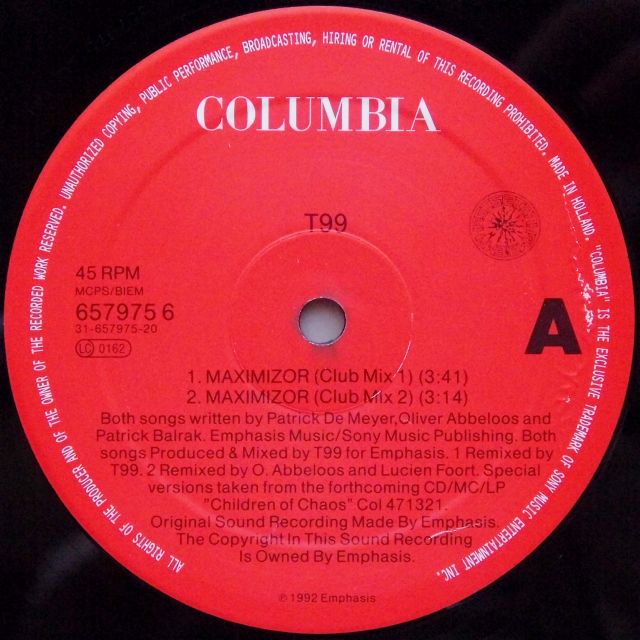 ALL RIGHTS OF THE PRODUCER AND OF THE OWNER OF THE RECORDED WORK RESERVED. UNAUTHORIZED COPYING, PUBLIC PERFORMANCE, BROADCASTING, HIRING OR RENTAL OF THIS RECORDING PROHIBITED. MADE IN HOLLAND. "COLUMBIA" IS THE EXCLUSIVE TRADEMARK OF SONY MUSIC ENTERTAINMENT INC.
COLUMBIA
T99
45 RPM
MCPS/BIEM
657975 6
31-657975-20
LC 0162
A
1. MAXIMIZOR (Club Mix 1) (3:41)
2. MAXIMIZOR (Club Mix 2) (3:14)
Both songs written by Patrick De Meyer,Oliver Abbeloos and
Patrick Balrak. Emphasis Music/Sony Music Publishing. Both
songs Produced & Mixed by T99 for Emphasis. 1 Remixed by
T99. 2 Remixed by O. Abbeloos and Lucien Foort. Special
versions taken from the forthcoming CD/MC/LP
"Children of Chaos" Col 471321.
Original Sound Recording Made By Emphasis.
The Copyright In This Sound Recording
Is Owned By Emphasis.
℗ 1992 Emphasis